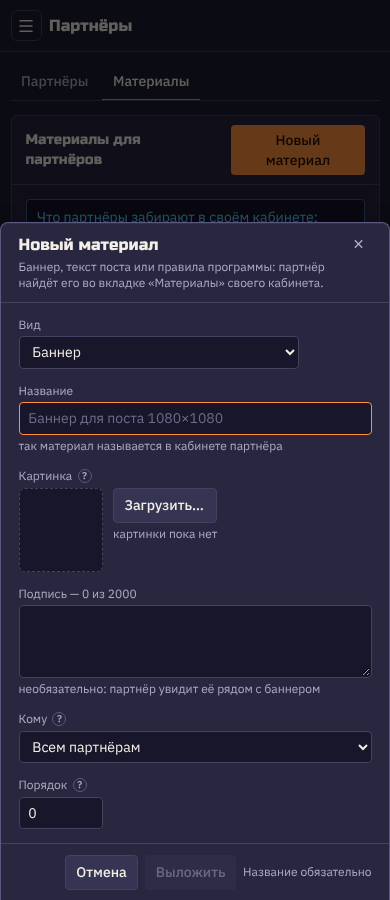 Партнёры
Партнёры
Материалы
Материалы для
партнёров
Новый
материал
Что партнёры забирают в своём кабинете:
Новый материал
Баннер, текст поста или правила программы: партнёр
найдёт его во вкладке «Материалы» своего кабинета.
Вид
Баннер
Название
Баннер для поста 1080×1080
так материал называется в кабинете партнёра
Картинка ?
Загрузить...
картинки пока нет
Подпись — 0 из 2000
необязательно: партнёр увидит её рядом с баннером
Кому ?
Всем партнёрам
Порядок ?
0
Отмена
Выложить
Название обязательно